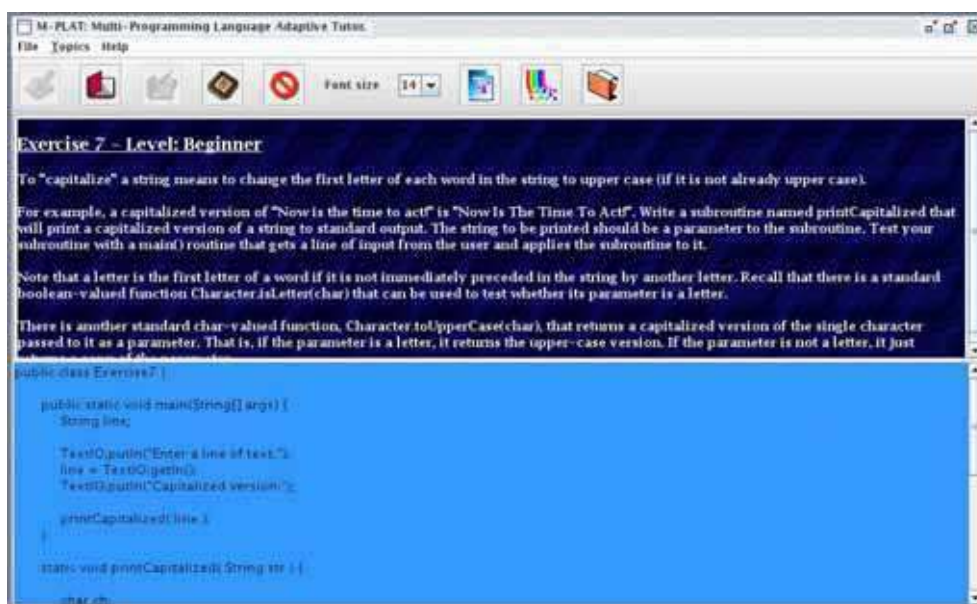 M-PLAT: Multi-Programming Language Adaptive Tutor.
File Topics Help
Font size 14
Exercise 7 - Level: Beginner
To "capitalize" a string means to change the first letter of each word in the string to upper case (if it is not already upper case).
For example, a capitalized version of "Now is the time to act!" is "Now Is The Time To Act!". Write a subroutine named printCapitalized that
will print a capitalized version of a string to standard output. The string to be printed should be a parameter to the subroutine. Test your
subroutine with a main() routine that gets a line of input from the user and applies the subroutine to it.
Note that a letter is the first letter of a word if it is not immediately preceded in the string by another letter. Recall that there is a standard
boolean-valued function Character.isLetter(char) that can be used to test whether its parameter is a letter.
There is another standard char-valued function, Character.toUpperCase(char), that returns a capitalized version of the single character
passed to it as a parameter. That is, if the parameter is a letter, it returns the upper-case version. If the parameter is not a letter, it just
public class Exercise7 {
public static void main(String[] args) {
String line;
TextIO.putln("Enter a line of text.");
line = TextIO.getln();
TextIO.putln("Capitalized version:");
printCapitalized( line );
}
static void printCapitalized( String str ) {
char ch;